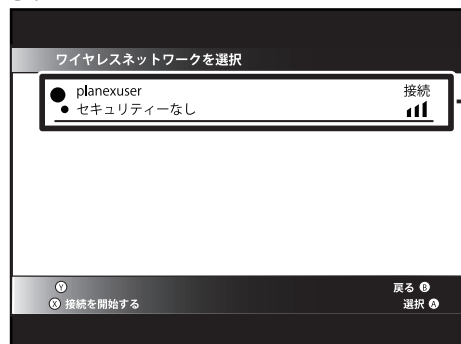 ワイヤレスネットワークを選択
planexuser 接続
セキュリティーなし
Ⓨ 戻る Ⓑ
Ⓧ 接続を開始する 選択 Ⓐ